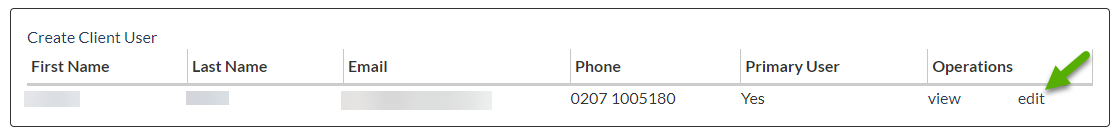 Create Client User
First Name Last Name Email Phone Primary User Operations
0207 1005180 Yes view edit